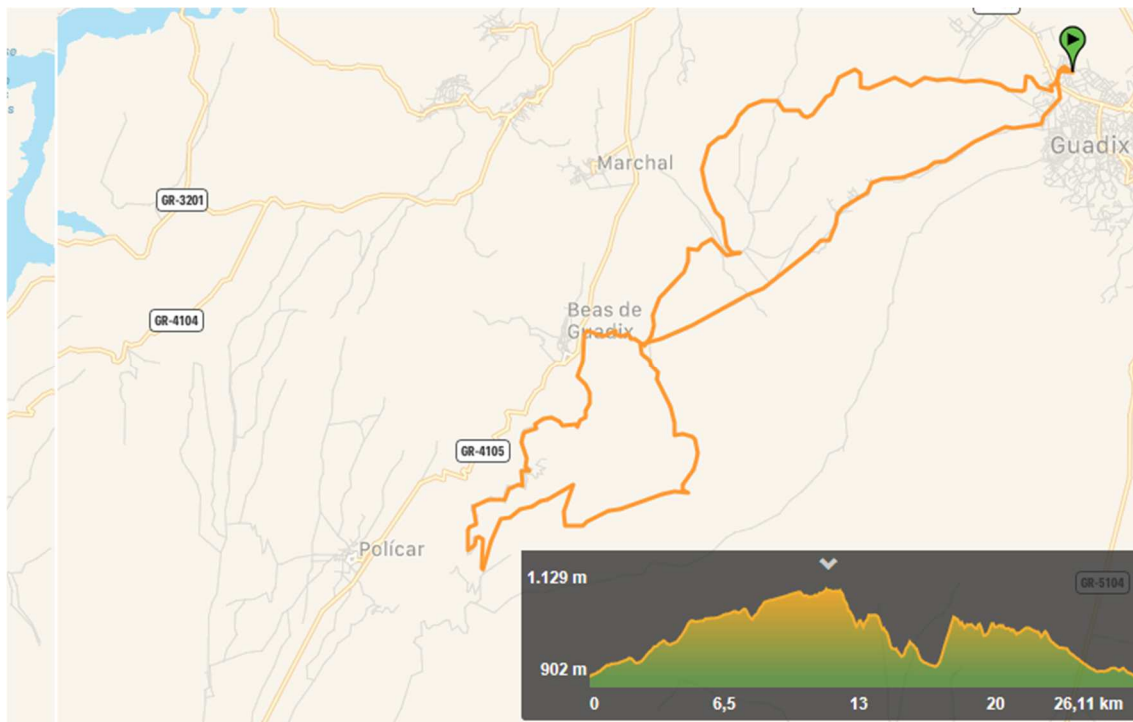 Guadix
Marchal
GR-3201
Beas de
Guadix
GR-4104
GR-4105
Polícar
1.129 m
GR-5104
902 m
0 6,5 13 20 26,11 km